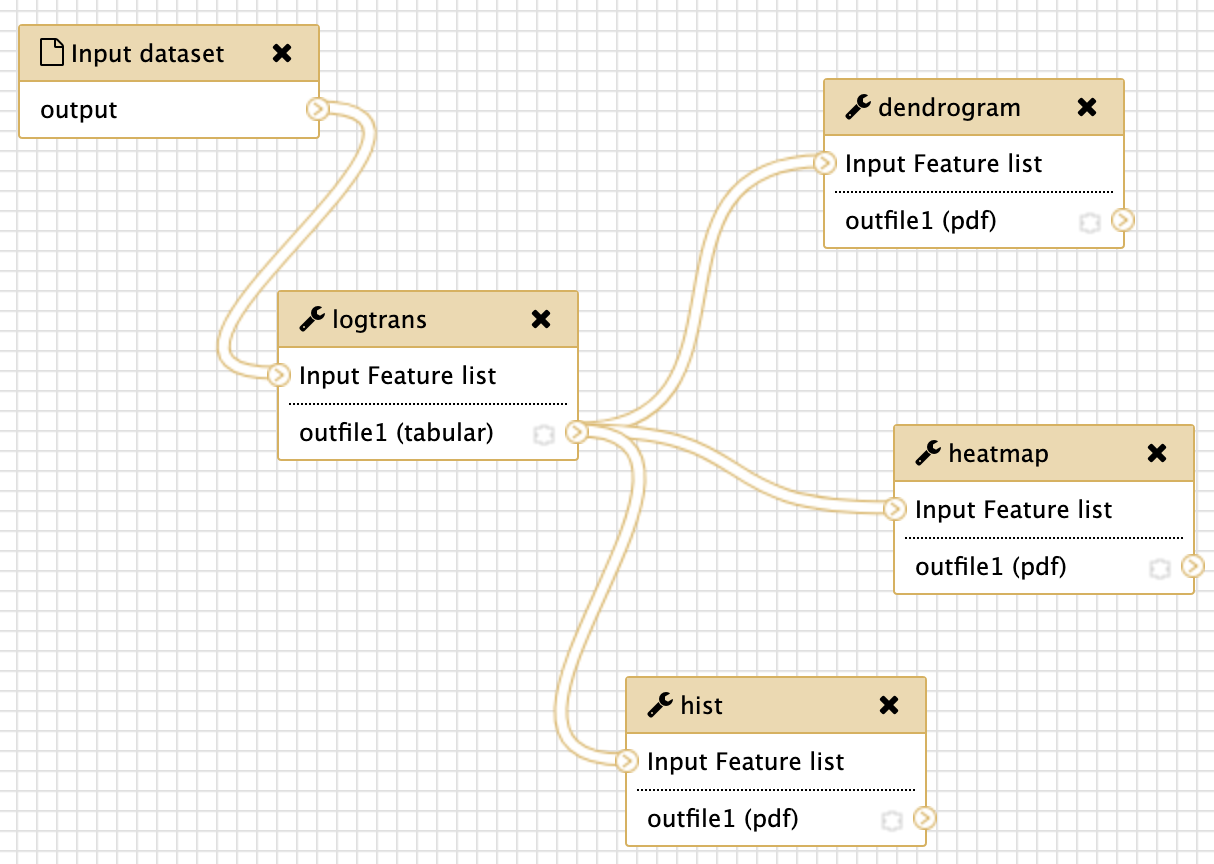 Input dataset
output
dendrogram
Input Feature list
outfile1 (pdf)
logtrans
Input Feature list
outfile1 (tabular)
heatmap
Input Feature list
outfile1 (pdf)
hist
Input Feature list
outfile1 (pdf)